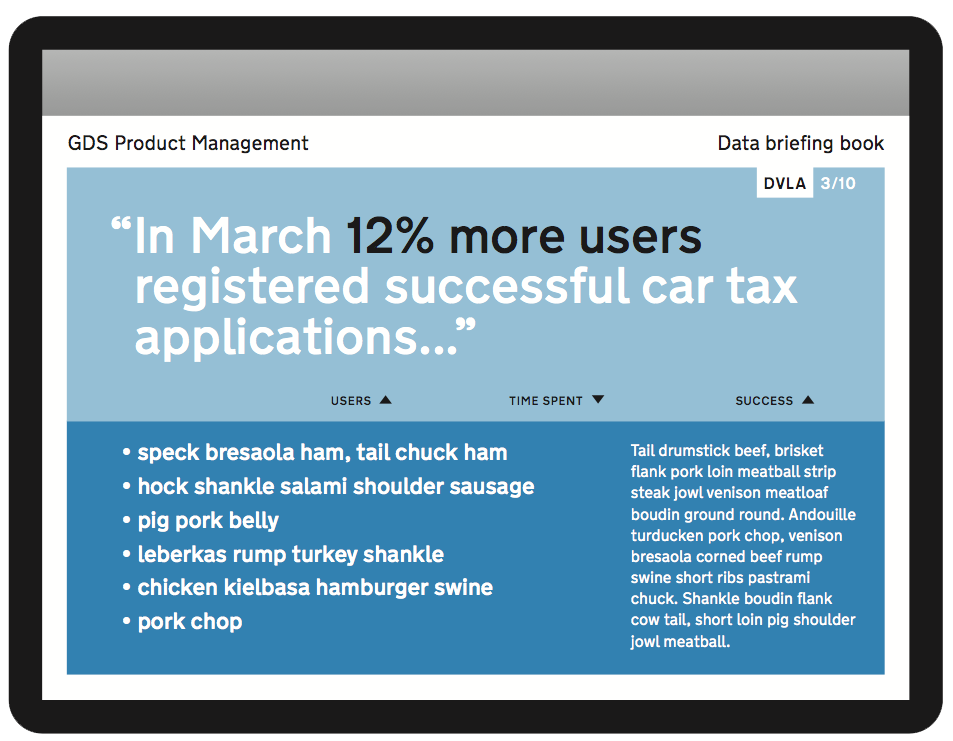 GDS Product Management
Data briefing book
DVLA 3/10
“In March 12% more users
registered successful car tax
applications...”
USERS ▲
TIME SPENT ▼
SUCCESS ▲
• speck bresaola ham, tail chuck ham
• hock shankle salami shoulder sausage
• pig pork belly
• leberkas rump turkey shankle
• chicken kielbasa hamburger swine
• pork chop
Tail drumstick beef, brisket
flank pork loin meatball strip
steak jowl venison meatloaf
boudin ground round. Andouille
turducken pork chop, venison
bresaola corned beef rump
swine short ribs pastrami
chuck. Shankle boudin flank
cow tail, short loin pig shoulder
jowl meatball.